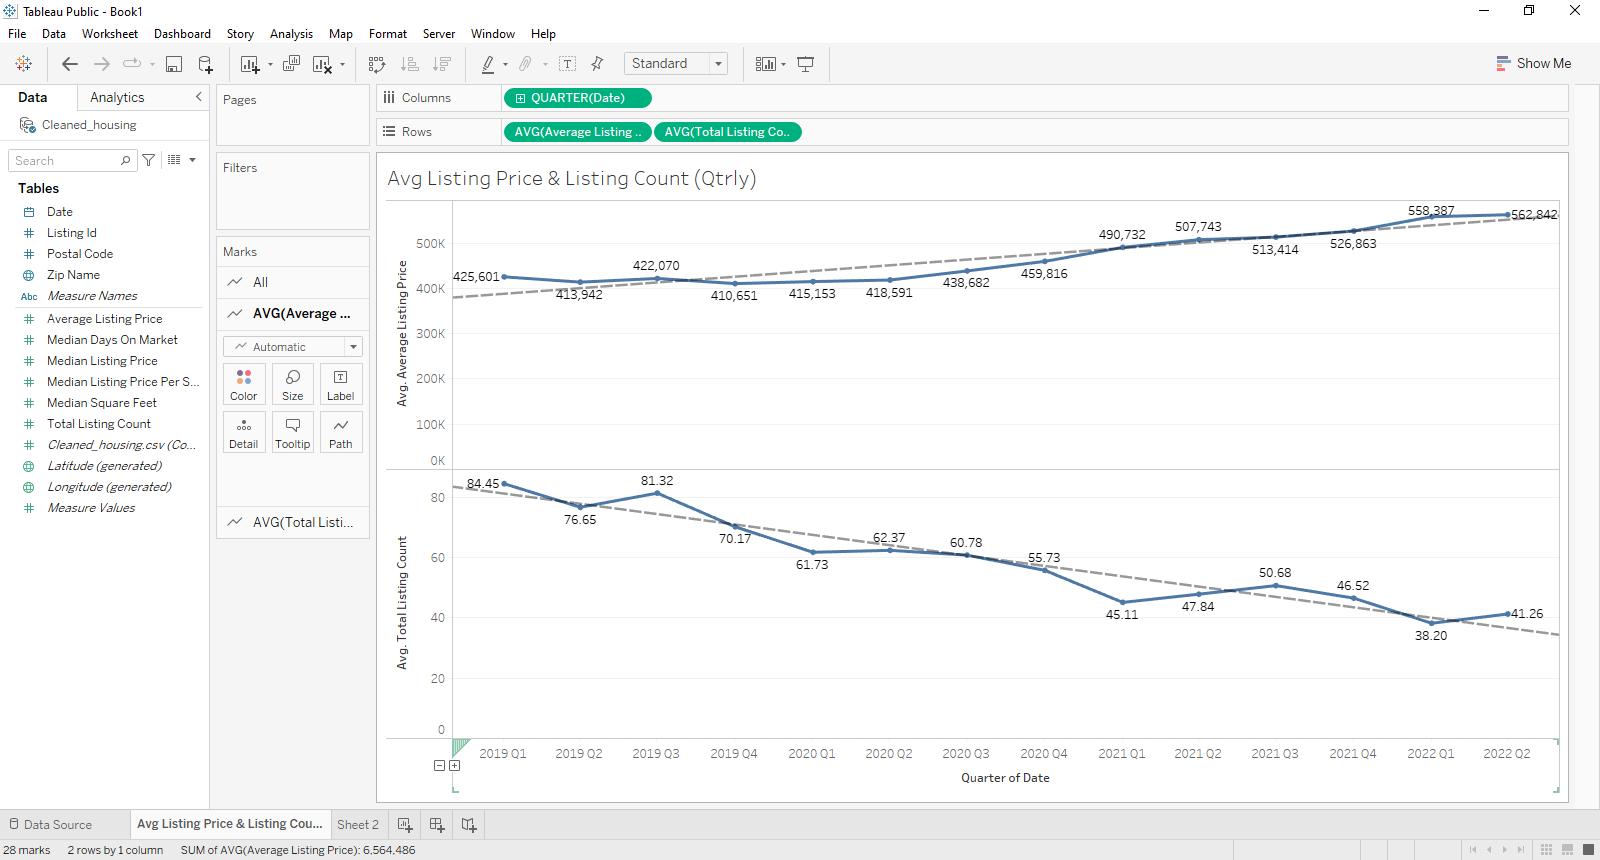 Tableau Public - Book1
File Data Worksheet Dashboard Story Analysis Map Format Server Window Help
Standard
Show Me
Data Analytics
Cleaned_housing
Search
Tables
Date
Listing Id
Postal Code
Zip Name
Abc Measure Names
Average Listing Price
Median Days On Market
Median Listing Price
Median Listing Price Per S...
Median Square Feet
Total Listing Count
Cleaned_housing.csv (Co...
Latitude (generated)
Longitude (generated)
Measure Values
Pages
Filters
Marks
All
AVG(Average ...
Automatic
Color Size Label
Detail Tooltip Path
AVG(Total Listi...
Columns QUARTER(Date)
Rows AVG(Average Listing .. AVG(Total Listing Co..
Avg Listing Price & Listing Count (Qtrly)
Avg. Average Listing Price
500K
400K
300K
200K
100K
0K
425,601
413,942
422,070
410,651
415,153
418,591
438,682
459,816
490,732
507,743
513,414
526,863
558,387
562,842
Avg. Total Listing Count
80
60
40
20
0
84.45
76.65
81.32
70.17
61.73
62.37
60.78
55.73
45.11
47.84
50.68
46.52
38.20
41.26
2019 Q1 2019 Q2 2019 Q3 2019 Q4 2020 Q1 2020 Q2 2020 Q3 2020 Q4 2021 Q1 2021 Q2 2021 Q3 2021 Q4 2022 Q1 2022 Q2
Quarter of Date
Data Source Avg Listing Price & Listing Cou... Sheet 2
28 marks 2 rows by 1 column SUM of AVG(Average Listing Price): 6,564,486